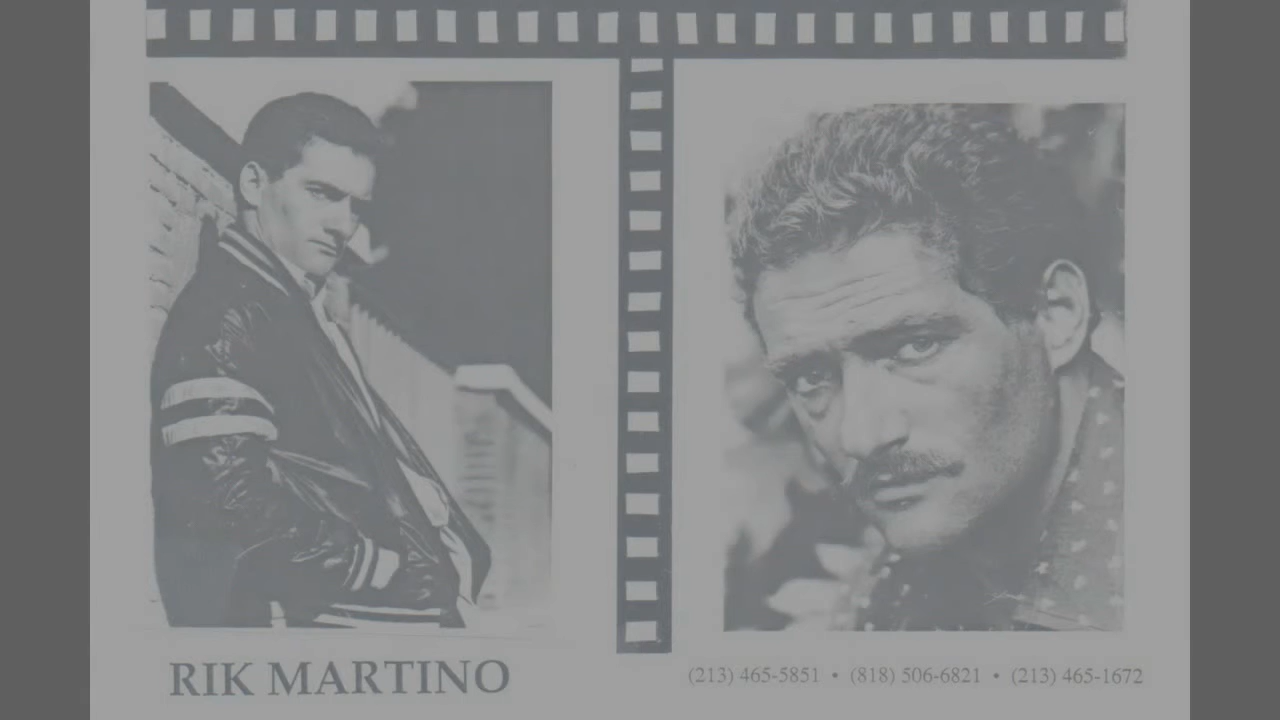 RIK MARTINO
(213) 465-5851 • (818) 506-6821 • (213) 465-1672